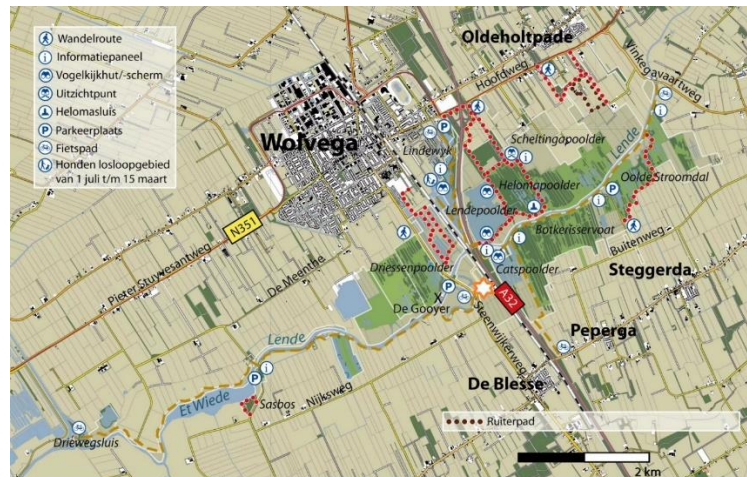 Wandelroute
Informatiepaneel
Vogelkijkhut/-scherm
Uitzichtpunt
Helomasluis
Parkeerplaats
Fietspad
Honden losloopgebied
van 1 juli t/m 15 maart
Oldeholtpade
Hoofdweg
Vinkegavaartweg
Wolvega
Lindewyk
Scheltingapoolder
Lende
Helomapoolder
Oolde Stroomdal
Lendepoolder
Botkerisservaot
Buitenweg
N351
Pieter Stuyvesantweg
De Meenthe
Driessenpoolder
Catspoolder
Steggerda
X
De Gooyer
A32
Steenwijkerweg
Peperga
Lende
De Blesse
Et Wiede
Nijksweg
Sasbos
Driewegsluis
Ruiterpad
2 km